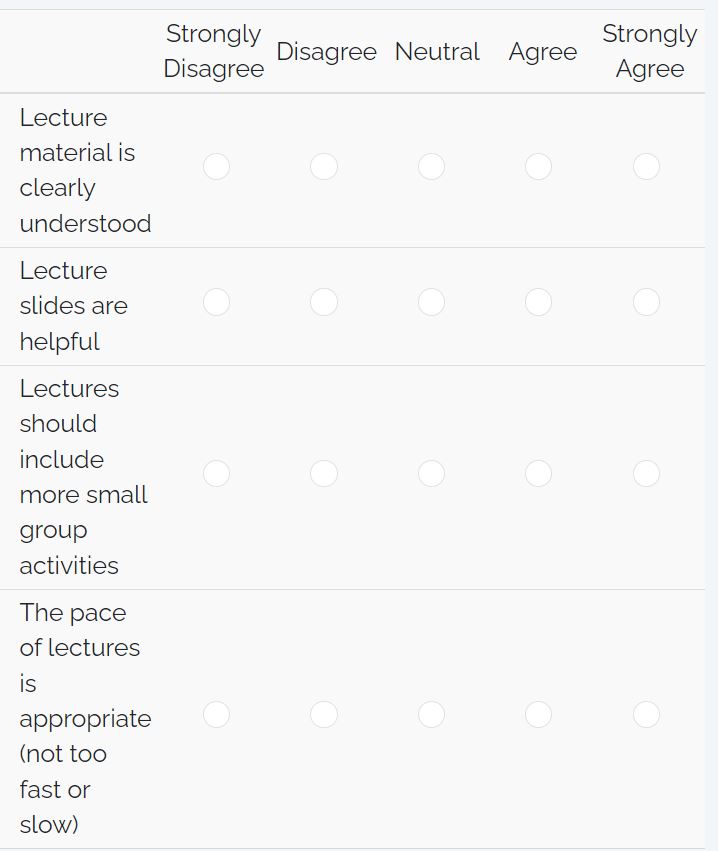 Strongly Disagree
Disagree
Neutral
Agree
Strongly Agree
Lecture
material is
clearly
understood
Lecture
slides are
helpful
Lectures
should
include
more small
group
activities
The pace
of lectures
is
appropriate
(not too
fast or
slow)